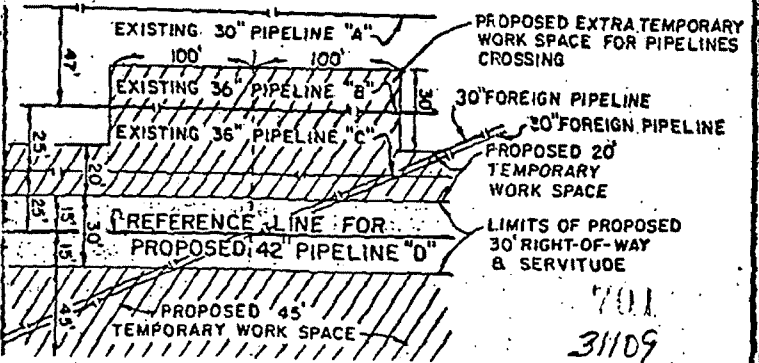 EXISTING 30" PIPELINE "A"
PROPOSED EXTRA TEMPORARY
WORK SPACE FOR PIPELINES
CROSSING
100'
100'
47'
EXISTING 36" PIPELINE "B"
30'
30" FOREIGN PIPELINE
EXISTING 36" PIPELINE "C"
FOREIGN PIPELINE
25'
20'
PROPOSED 20'
TEMPORARY
WORK SPACE
25'
15'
30'
REFERENCE LINE FOR
PROPOSED 42" PIPELINE "D"
LIMITS OF PROPOSED
30' RIGHT-OF-WAY
& SERVITUDE
15'
45'
PROPOSED 45'
TEMPORARY WORK SPACE
701
31109